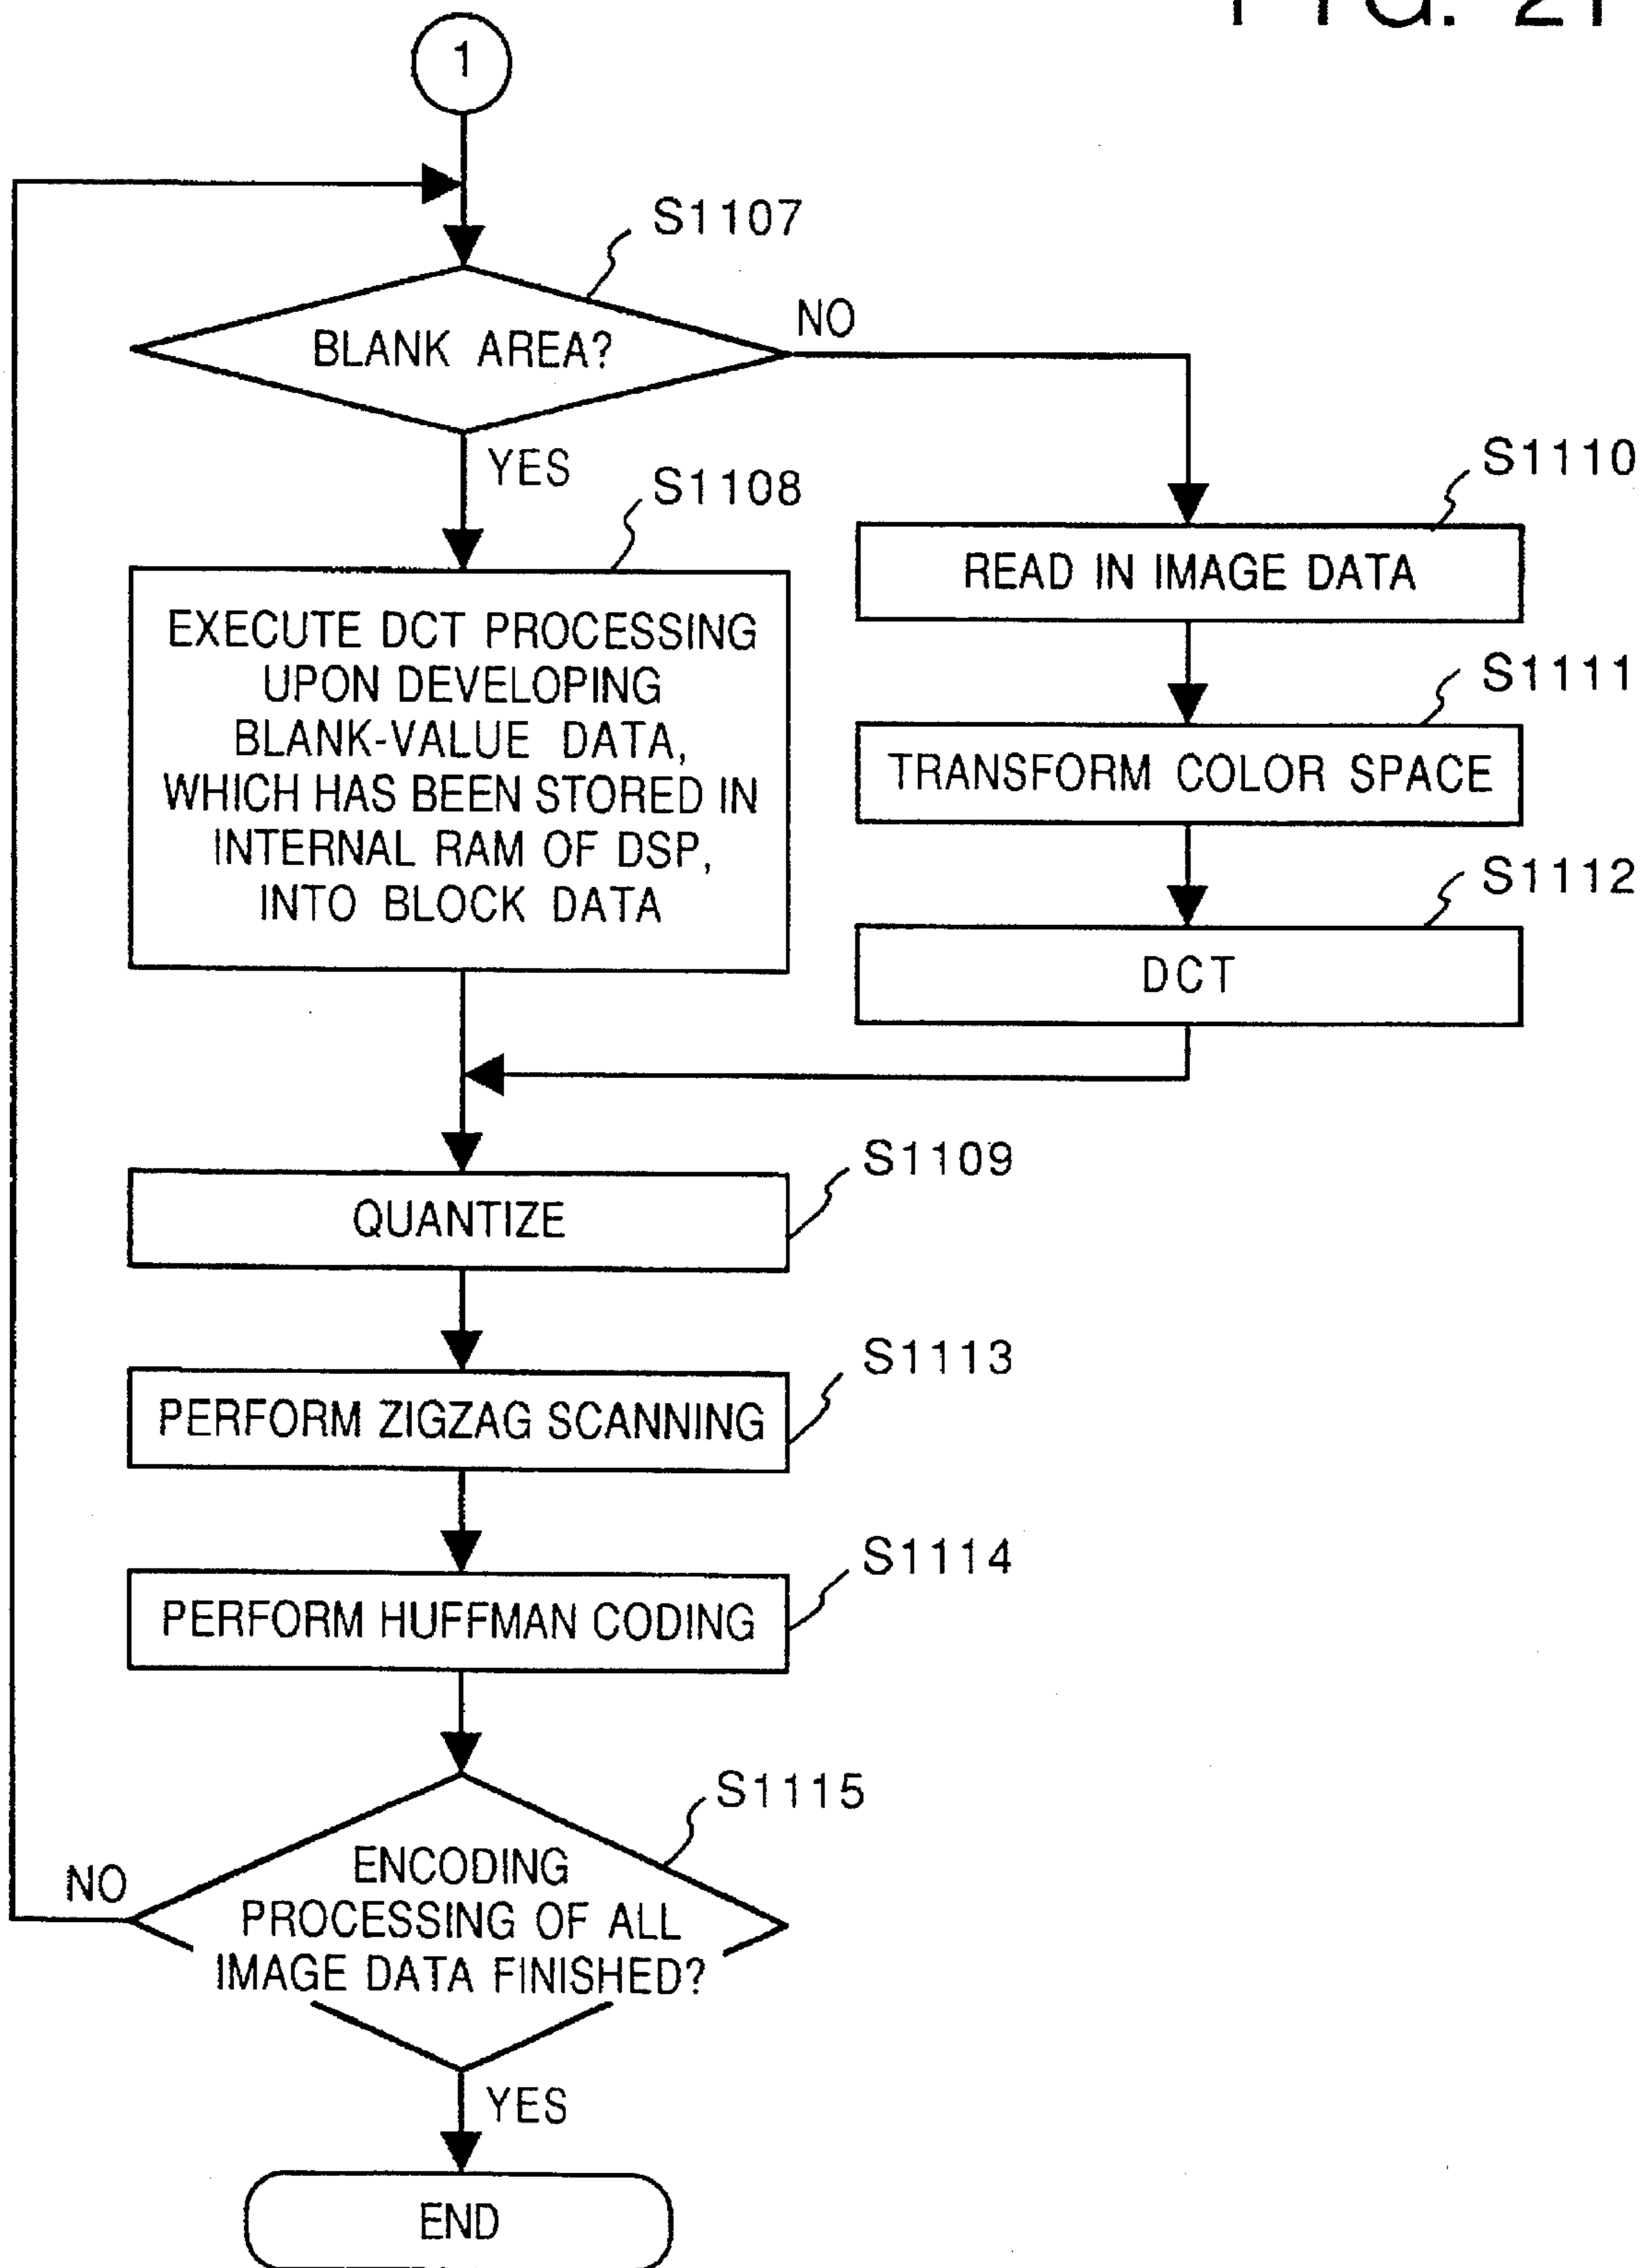 FIG. 21
1
S1107
BLANK AREA?
NO
YES
S1108
EXECUTE DCT PROCESSING
UPON DEVELOPING
BLANK-VALUE DATA,
WHICH HAS BEEN STORED IN
INTERNAL RAM OF DSP,
INTO BLOCK DATA
S1110
READ IN IMAGE DATA
S1111
TRANSFORM COLOR SPACE
S1112
DCT
S1109
QUANTIZE
S1113
PERFORM ZIGZAG SCANNING
S1114
PERFORM HUFFMAN CODING
S1115
ENCODING
PROCESSING OF ALL
IMAGE DATA FINISHED?
NO
YES
END